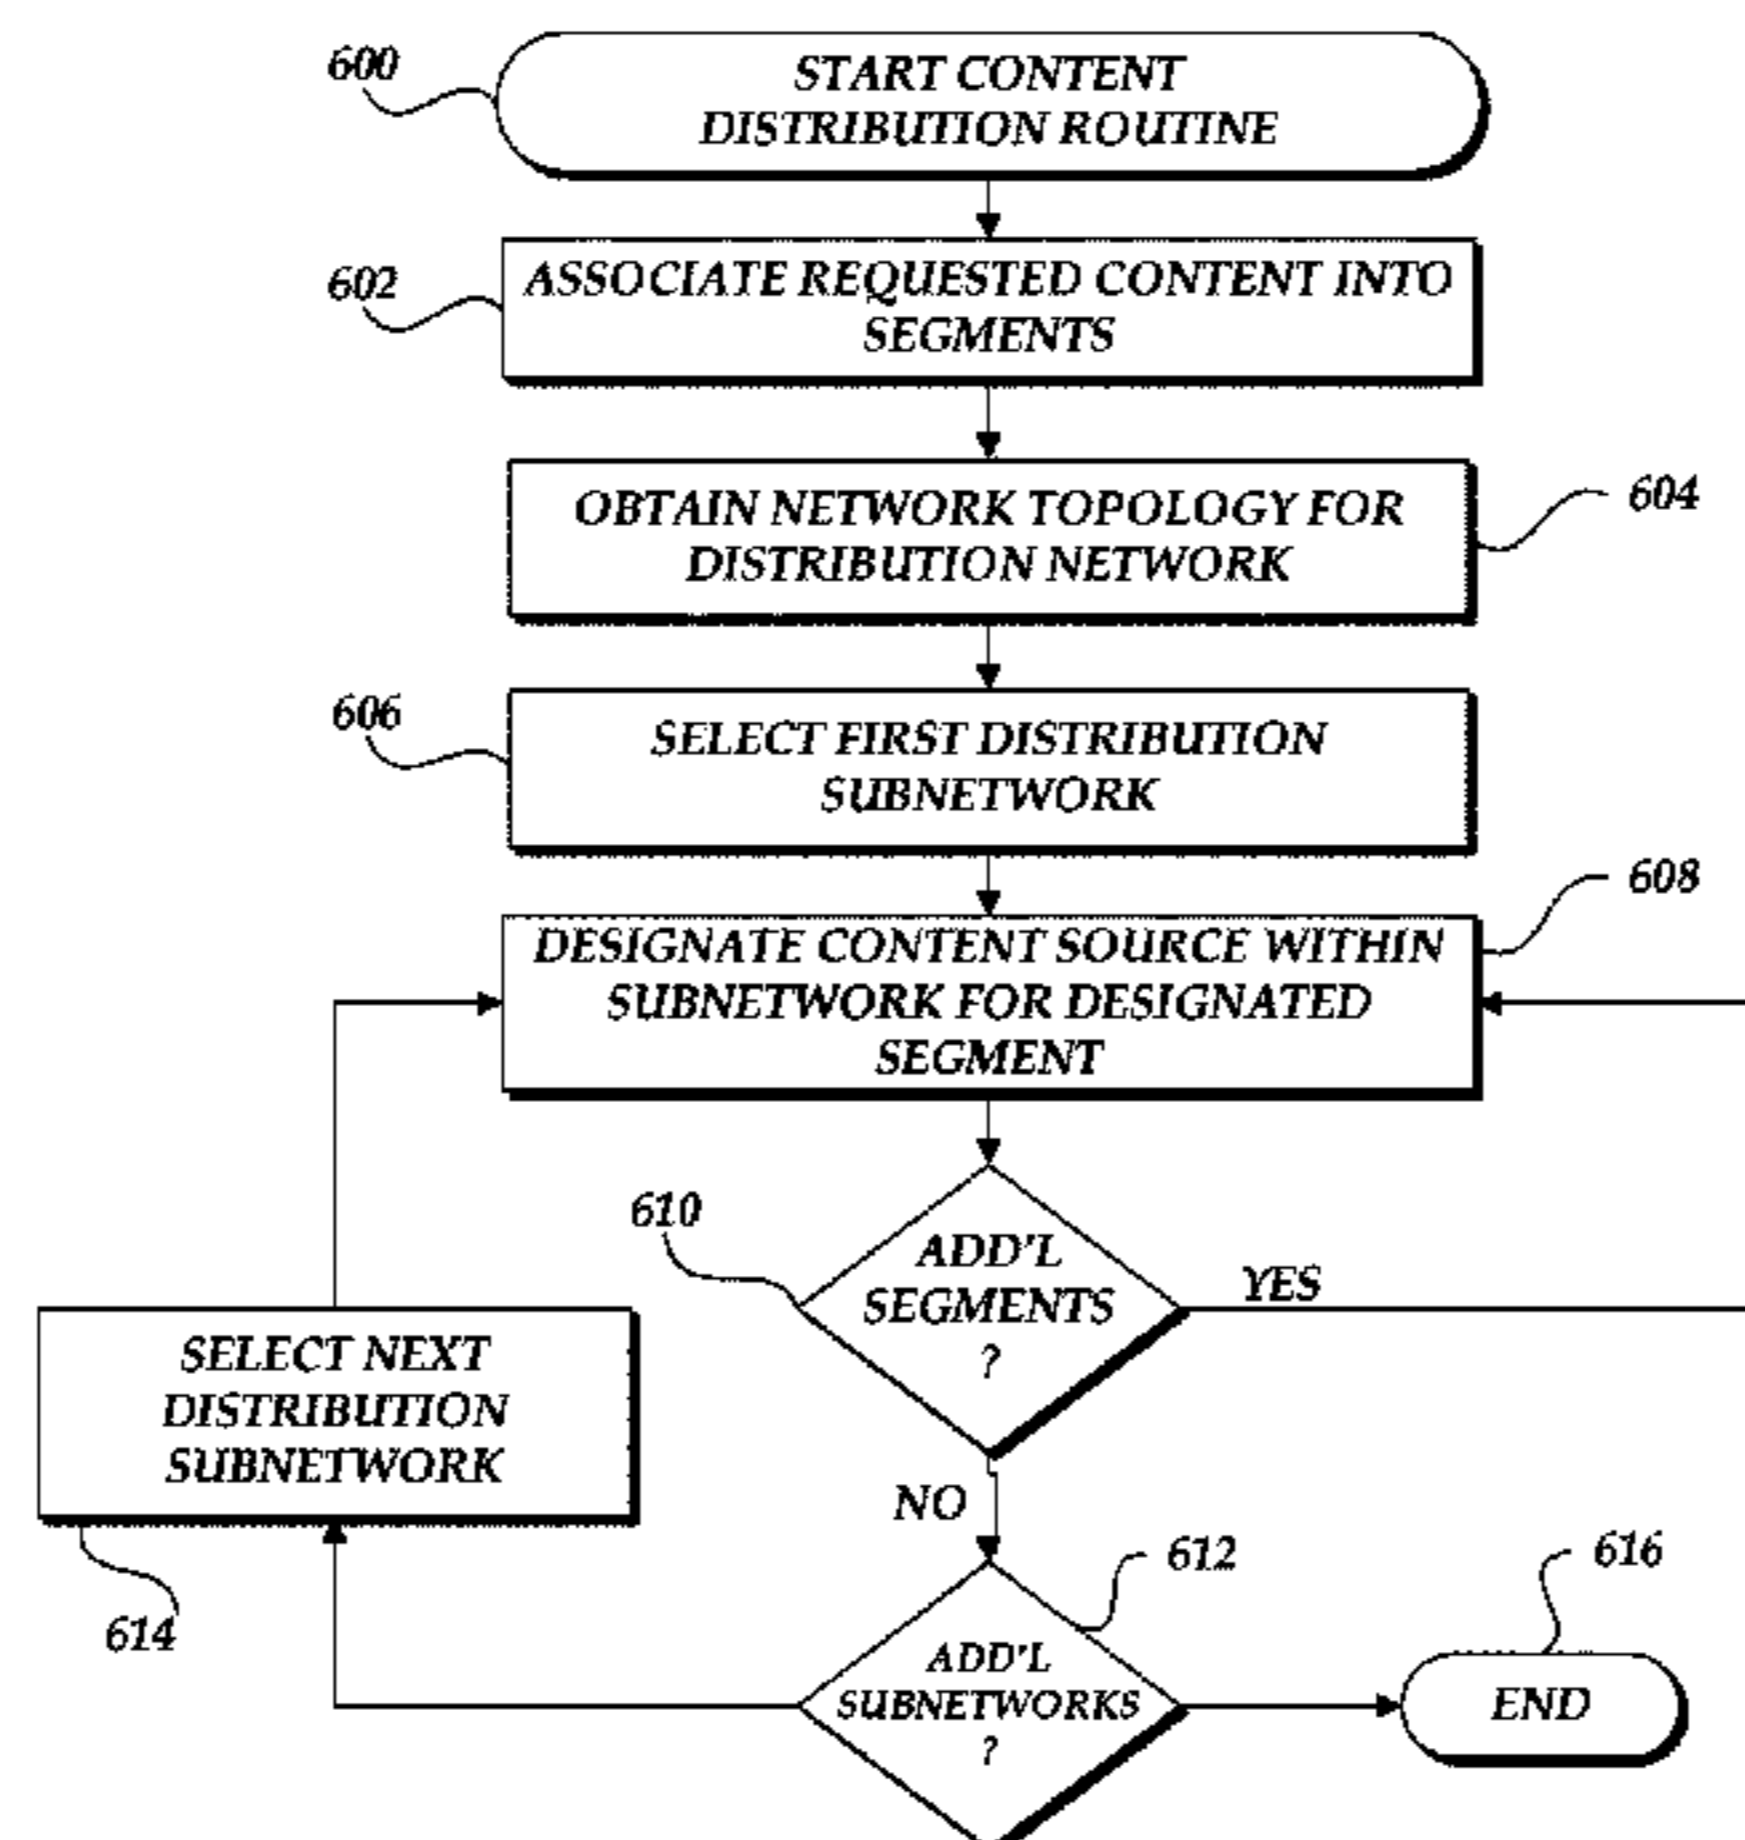 600
START CONTENT
DISTRIBUTION ROUTINE
602
ASSOCIATE REQUESTED CONTENT INTO
SEGMENTS
OBTAIN NETWORK TOPOLOGY FOR
DISTRIBUTION NETWORK
604
606
SELECT FIRST DISTRIBUTION
SUBNETWORK
608
DESIGNATE CONTENT SOURCE WITHIN
SUBNETWORK FOR DESIGNATED
SEGMENT
610
ADD'L
SEGMENTS
?
YES
SELECT NEXT
DISTRIBUTION
SUBNETWORK
614
NO
612
ADD'L
SUBNETWORKS
?
616
END